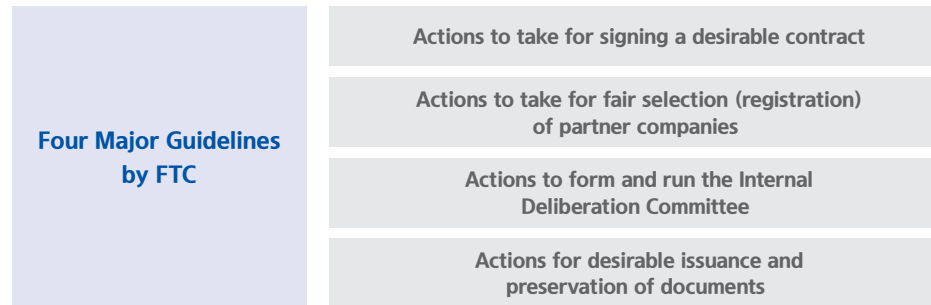 Four Major Guidelines
by FTC
Actions to take for signing a desirable contract
Actions to take for fair selection (registration)
of partner companies
Actions to form and run the Internal
Deliberation Committee
Actions for desirable issuance and
preservation of documents